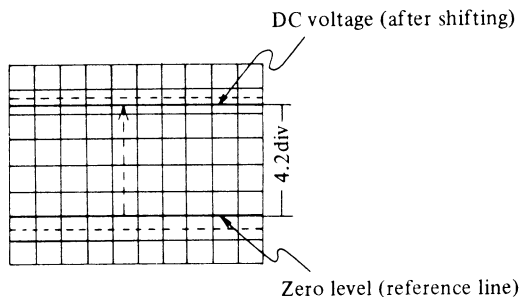 DC voltage (after shifting)
4.2div
Zero level (reference line)